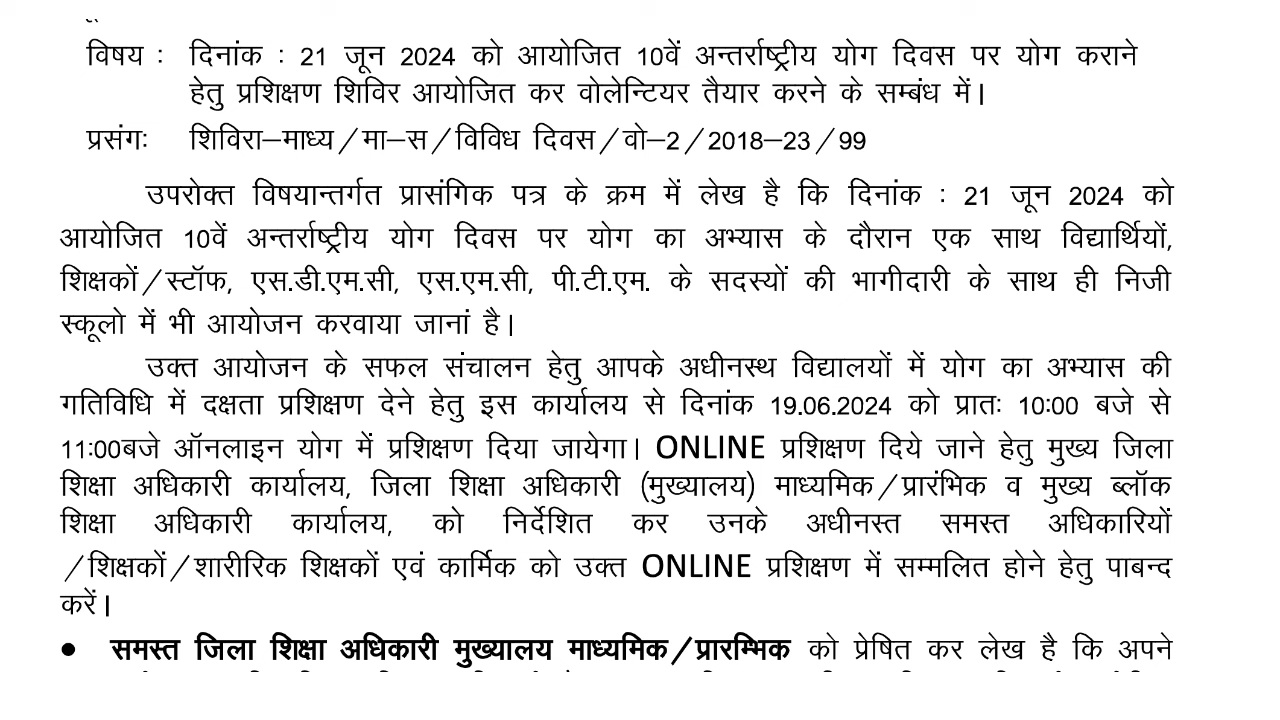 विषय : दिनांक : 21 जून 2024 को आयोजित 10वें अन्तर्राष्ट्रीय योग दिवस पर योग कराने
हेतु प्रशिक्षण शिविर आयोजित कर वोलेन्टियर तैयार करने के सम्बंध में।
प्रसंगः शिविरा–माध्य/मा–स/विविध दिवस/वो–2/2018–23/99
उपरोक्त विषयान्तर्गत प्रासंगिक पत्र के क्रम में लेख है कि दिनांक : 21 जून 2024 को
आयोजित 10वें अन्तर्राष्ट्रीय योग दिवस पर योग का अभ्यास के दौरान एक साथ विद्यार्थियों,
शिक्षकों/स्टॉफ, एस.डी.एम.सी, एस.एम.सी, पी.टी.एम. के सदस्यों की भागीदारी के साथ ही निजी
स्कूलो में भी आयोजन करवाया जानां है।
उक्त आयोजन के सफल संचालन हेतु आपके अधीनस्थ विद्यालयों में योग का अभ्यास की
गतिविधि में दक्षता प्रशिक्षण देने हेतु इस कार्यालय से दिनांक 19.06.2024 को प्रातः 10:00 बजे से
11:00बजे ऑनलाइन योग में प्रशिक्षण दिया जायेगा। ONLINE प्रशिक्षण दिये जाने हेतु मुख्य जिला
शिक्षा अधिकारी कार्यालय, जिला शिक्षा अधिकारी (मुख्यालय) माध्यमिक/प्रारंभिक व मुख्य ब्लॉक
शिक्षा अधिकारी कार्यालय, को निर्देशित कर उनके अधीनस्त समस्त अधिकारियों
/शिक्षकों/शारीरिक शिक्षकों एवं कार्मिक को उक्त ONLINE प्रशिक्षण में सम्मलित होने हेतु पाबन्द
करें।
• समस्त जिला शिक्षा अधिकारी मुख्यालय माध्यमिक/प्रारम्भिक को प्रेषित कर लेख है कि अपने